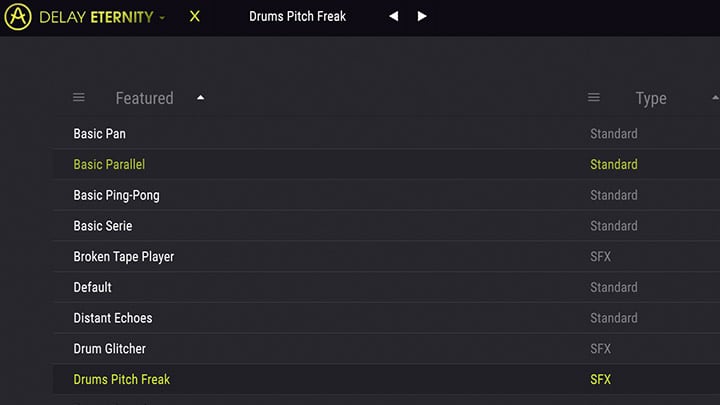 DELAY ETERNITY X Drums Pitch Freak
Featured Type
Basic Pan Standard
Basic Parallel Standard
Basic Ping-Pong Standard
Basic Serie Standard
Broken Tape Player SFX
Default Standard
Distant Echoes Standard
Drum Glitcher SFX
Drums Pitch Freak SFX